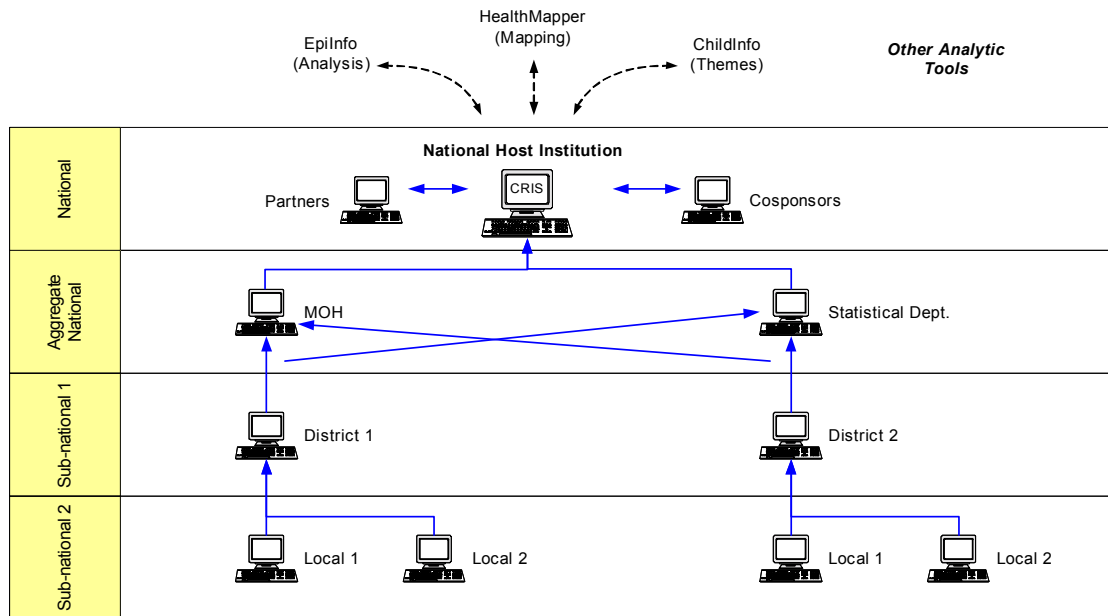 HealthMapper
(Mapping)
EpiInfo
(Analysis)
ChildInfo
(Themes)
Other Analytic
Tools
National
National Host Institution
Partners
CRIS
Cosponsors
Aggregate
National
MOH
Statistical Dept.
Sub-national 1
District 1
District 2
Sub-national 2
Local 1
Local 2
Local 1
Local 2